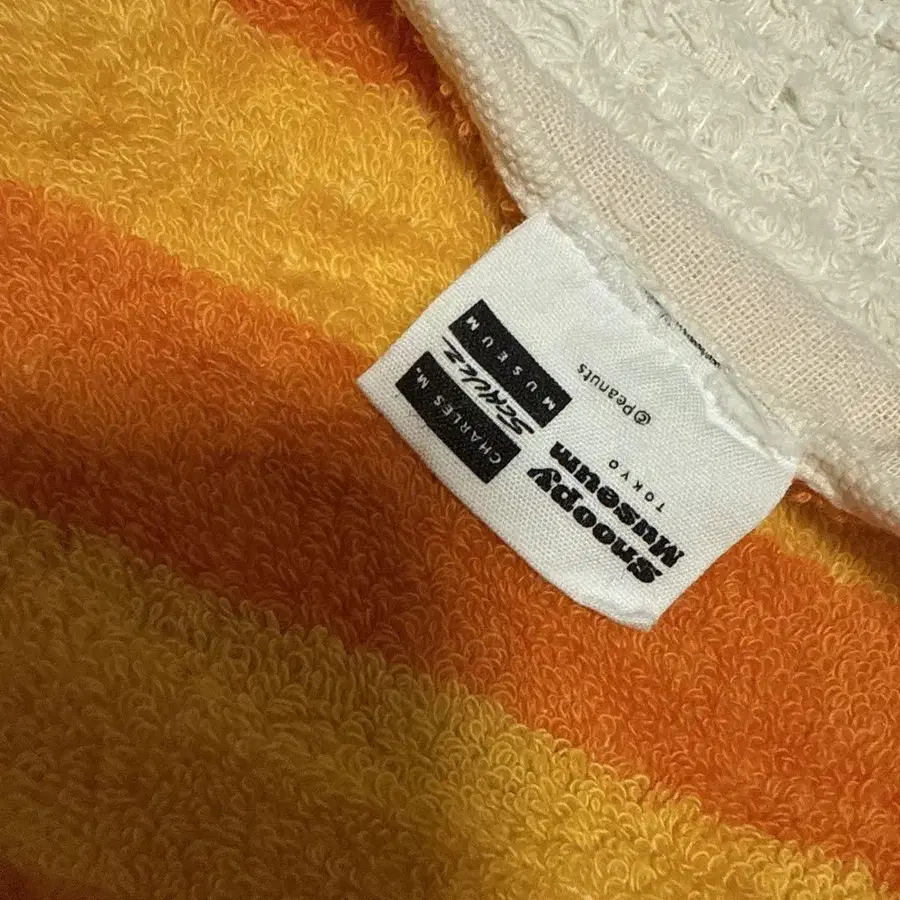 Snoopy
Museum
TOKYO
CHARLES M.
SCHULZ
MUSEUM
©Peanuts